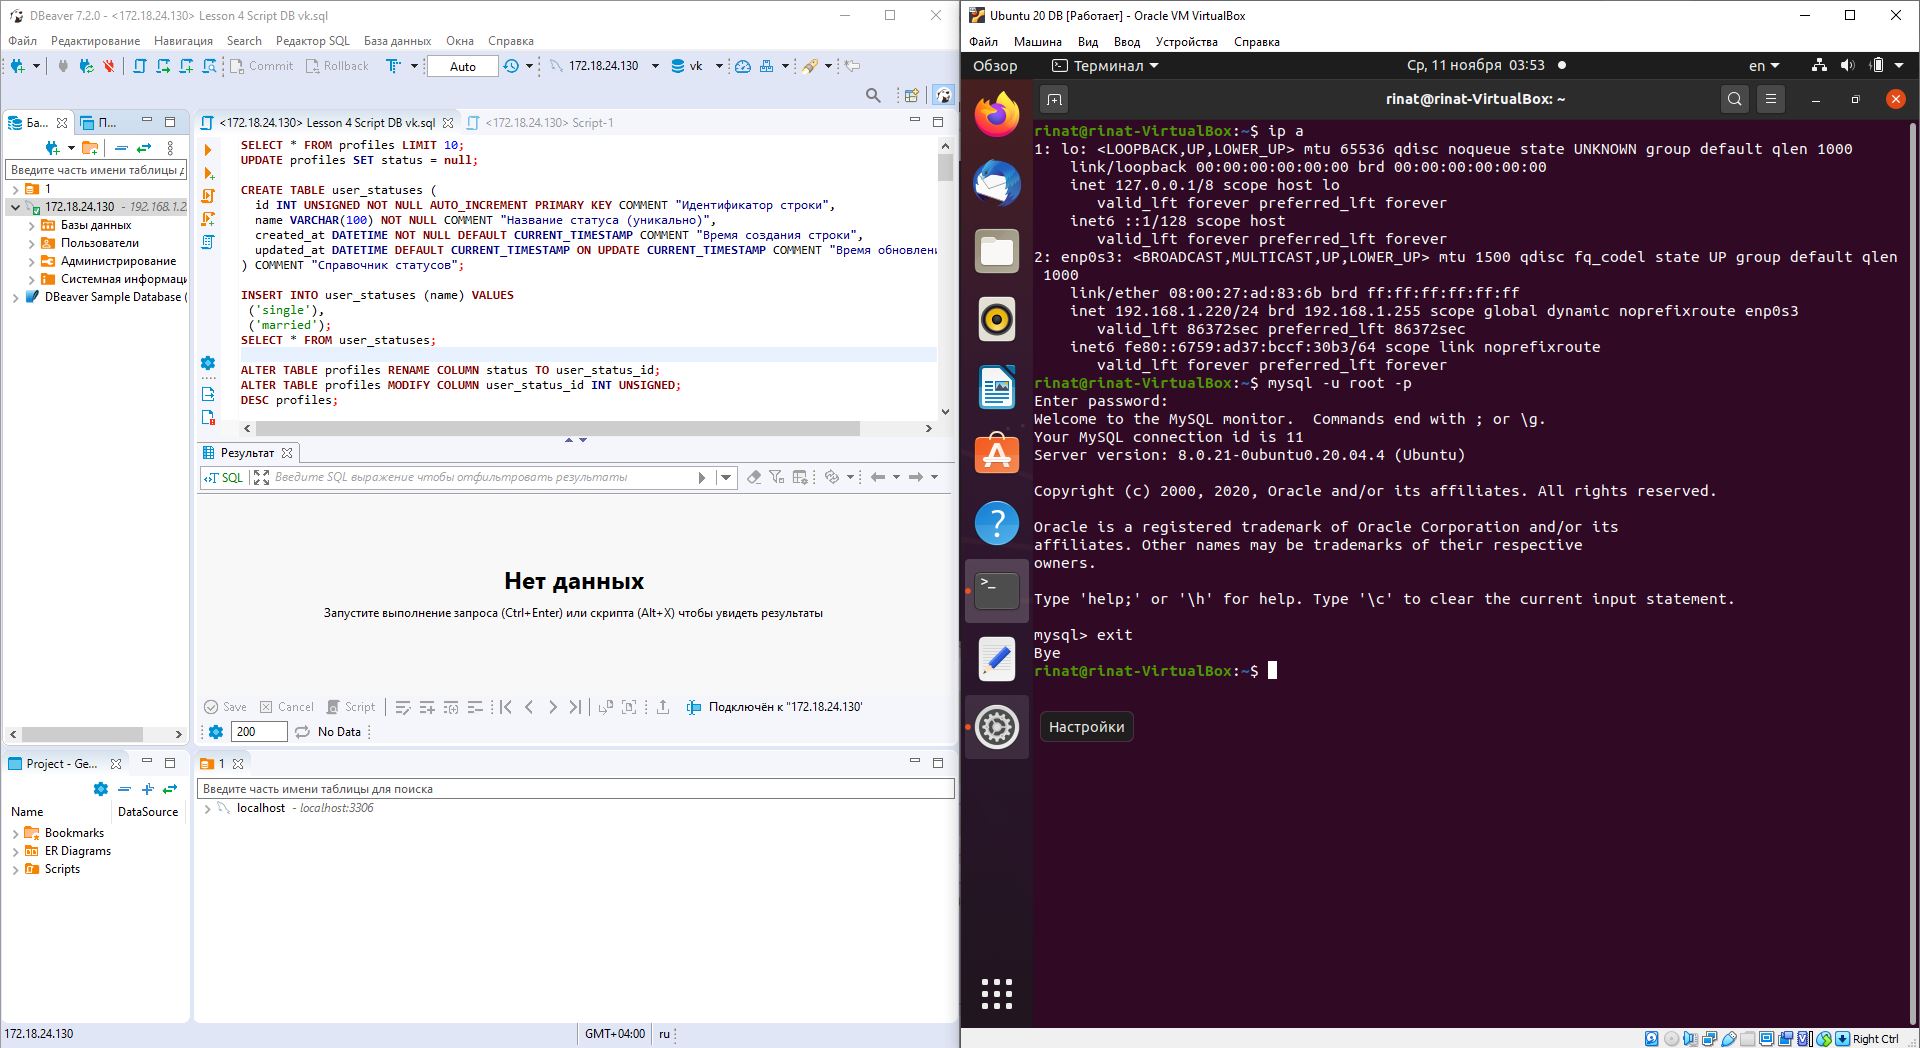 DBeaver 7.2.0 - <172.18.24.130> Lesson 4 Script DB vk.sql
Файл Редактирование Навигация Search Редактор SQL База данных Окна Справка
Commit Rollback Auto 172.18.24.130 vk
Ба... П...
Введите часть имени таблицы д
1
172.18.24.130 - 192.168.1.2
Базы данных
Пользователи
Администрирование
Системная информаци
DBeaver Sample Database (
<172.18.24.130> Lesson 4 Script DB vk.sql <172.18.24.130> Script-1
SELECT * FROM profiles LIMIT 10;
UPDATE profiles SET status = null;
CREATE TABLE user_statuses (
id INT UNSIGNED NOT NULL AUTO_INCREMENT PRIMARY KEY COMMENT "Идентификатор строки",
name VARCHAR(100) NOT NULL COMMENT "Название статуса (уникально)",
created_at DATETIME NOT NULL DEFAULT CURRENT_TIMESTAMP COMMENT "Время создания строки",
updated_at DATETIME DEFAULT CURRENT_TIMESTAMP ON UPDATE CURRENT_TIMESTAMP COMMENT "Время обновлени
) COMMENT "Справочник статусов";
INSERT INTO user_statuses (name) VALUES
('single'),
('married');
SELECT * FROM user_statuses;
ALTER TABLE profiles RENAME COLUMN status TO user_status_id;
ALTER TABLE profiles MODIFY COLUMN user_status_id INT UNSIGNED;
DESC profiles;
Результат
SQL Введите SQL выражение чтобы отфильтровать результаты
Нет данных
Запустите выполнение запроса (Ctrl+Enter) или скрипта (Alt+X) чтобы увидеть результаты
Save Cancel Script Подключён к "172.18.24.130"
200 No Data
Project - Ge...
Name DataSource
Bookmarks
ER Diagrams
Scripts
1
Введите часть имени таблицы для поиска
localhost - localhost:3306
172.18.24.130 GMT+04:00 ru
Ubuntu 20 DB [Работает] - Oracle VM VirtualBox
Файл Машина Вид Ввод Устройства Справка
Обзор Терминал Ср, 11 ноября 03:53 en
rinat@rinat-VirtualBox: ~
rinat@rinat-VirtualBox:~$ ip a
1: lo: <LOOPBACK,UP,LOWER_UP> mtu 65536 qdisc noqueue state UNKNOWN group default qlen 1000
link/loopback 00:00:00:00:00:00 brd 00:00:00:00:00:00
inet 127.0.0.1/8 scope host lo
valid_lft forever preferred_lft forever
inet6 ::1/128 scope host
valid_lft forever preferred_lft forever
2: enp0s3: <BROADCAST,MULTICAST,UP,LOWER_UP> mtu 1500 qdisc fq_codel state UP group default qlen
1000
link/ether 08:00:27:ad:83:6b brd ff:ff:ff:ff:ff:ff
inet 192.168.1.220/24 brd 192.168.1.255 scope global dynamic noprefixroute enp0s3
valid_lft 86372sec preferred_lft 86372sec
inet6 fe80::6759:ad37:bccf:30b3/64 scope link noprefixroute
valid_lft forever preferred_lft forever
rinat@rinat-VirtualBox:~$ mysql -u root -p
Enter password:
Welcome to the MySQL monitor.  Commands end with ; or \g.
Your MySQL connection id is 11
Server version: 8.0.21-0ubuntu0.20.04.4 (Ubuntu)
Copyright (c) 2000, 2020, Oracle and/or its affiliates. All rights reserved.
Oracle is a registered trademark of Oracle Corporation and/or its
affiliates. Other names may be trademarks of their respective
owners.
Type 'help;' or '\h' for help. Type '\c' to clear the current input statement.
mysql> exit
Bye
rinat@rinat-VirtualBox:~$
Настройки
Right Ctrl